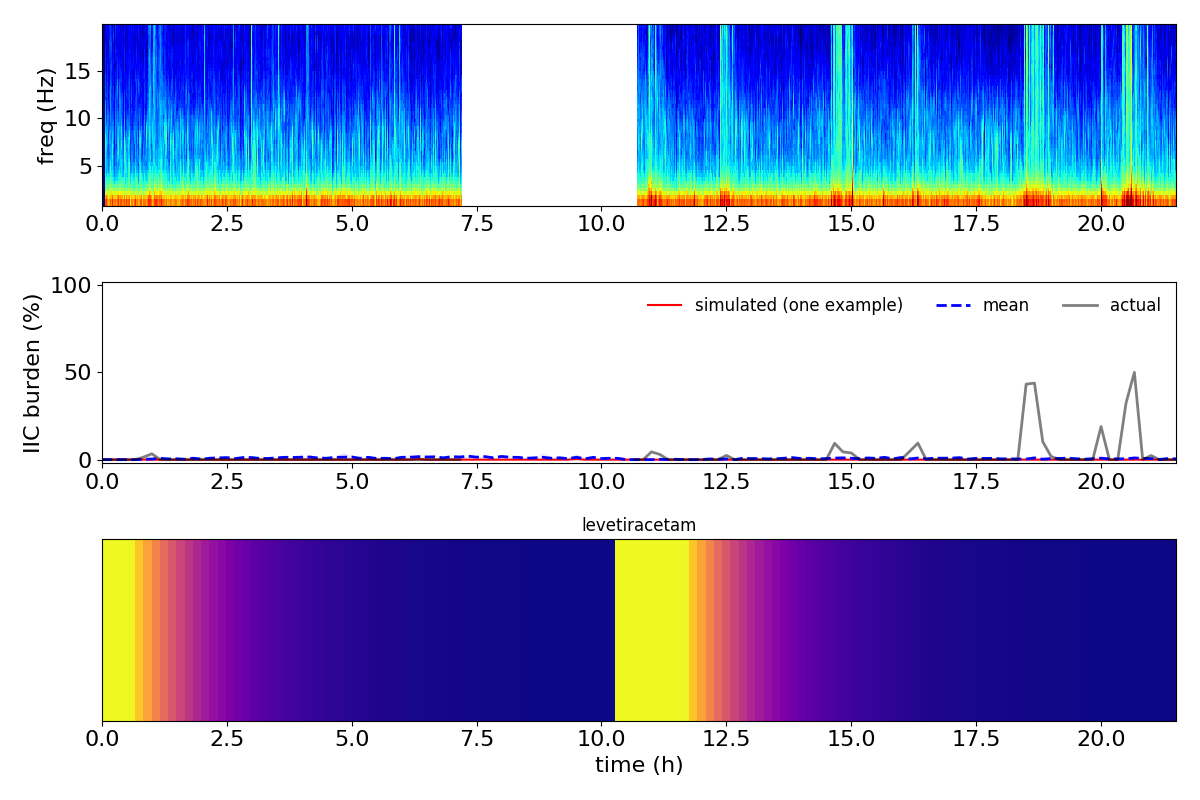 freq (Hz)
15
10
5
0.0 2.5 5.0 7.5 10.0 12.5 15.0 17.5 20.0
IIC burden (%)
100
50
0
simulated (one example) mean actual
0.0 2.5 5.0 7.5 10.0 12.5 15.0 17.5 20.0
levetiracetam
0.0 2.5 5.0 7.5 10.0 12.5 15.0 17.5 20.0
time (h)